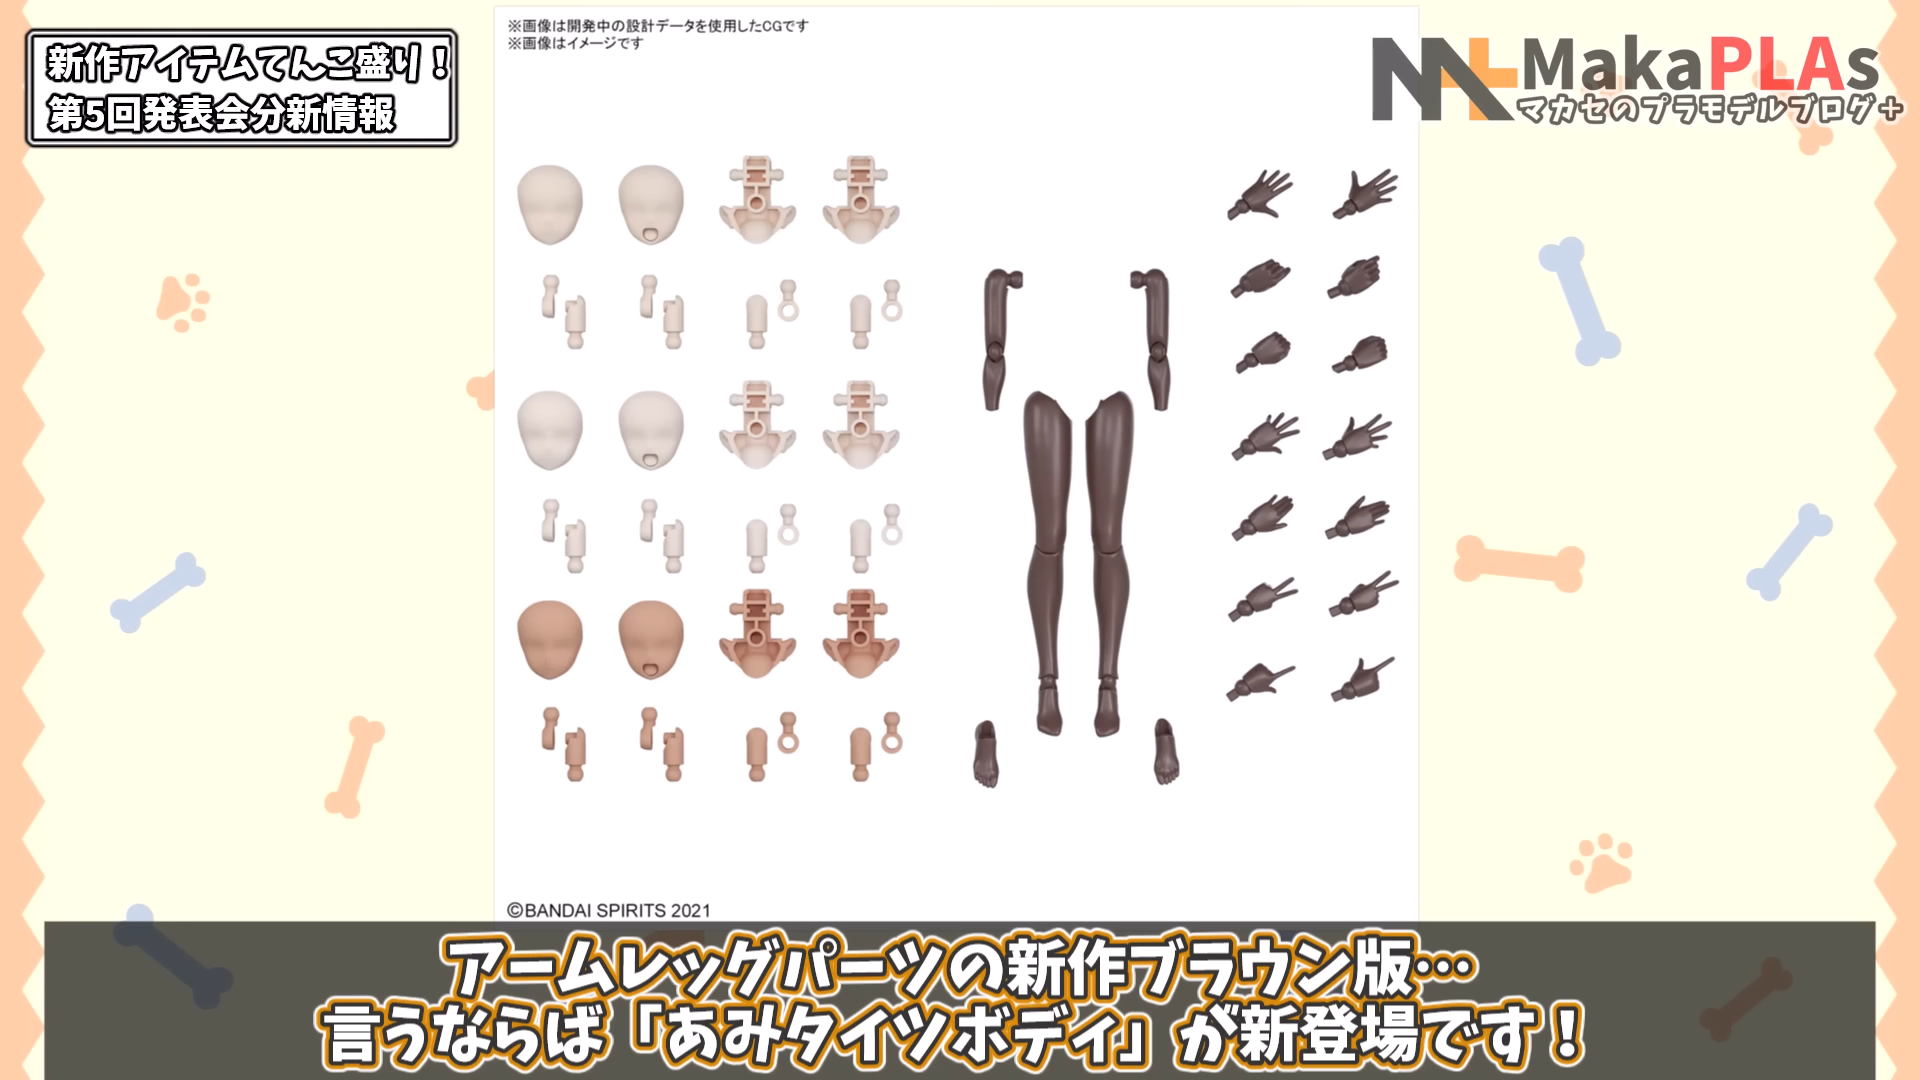 新作アイテムてんこ盛り！
第5回発表会分新情報
※画像は開発中の設計データを使用したCGです
※画像はイメージです
MakaPLAs
マカセのプラモデルブログ+
©BANDAI SPIRITS 2021
アームレッグパーツの新作ブラウン版…
言うならば「あみタイツボディ」が新登場です！